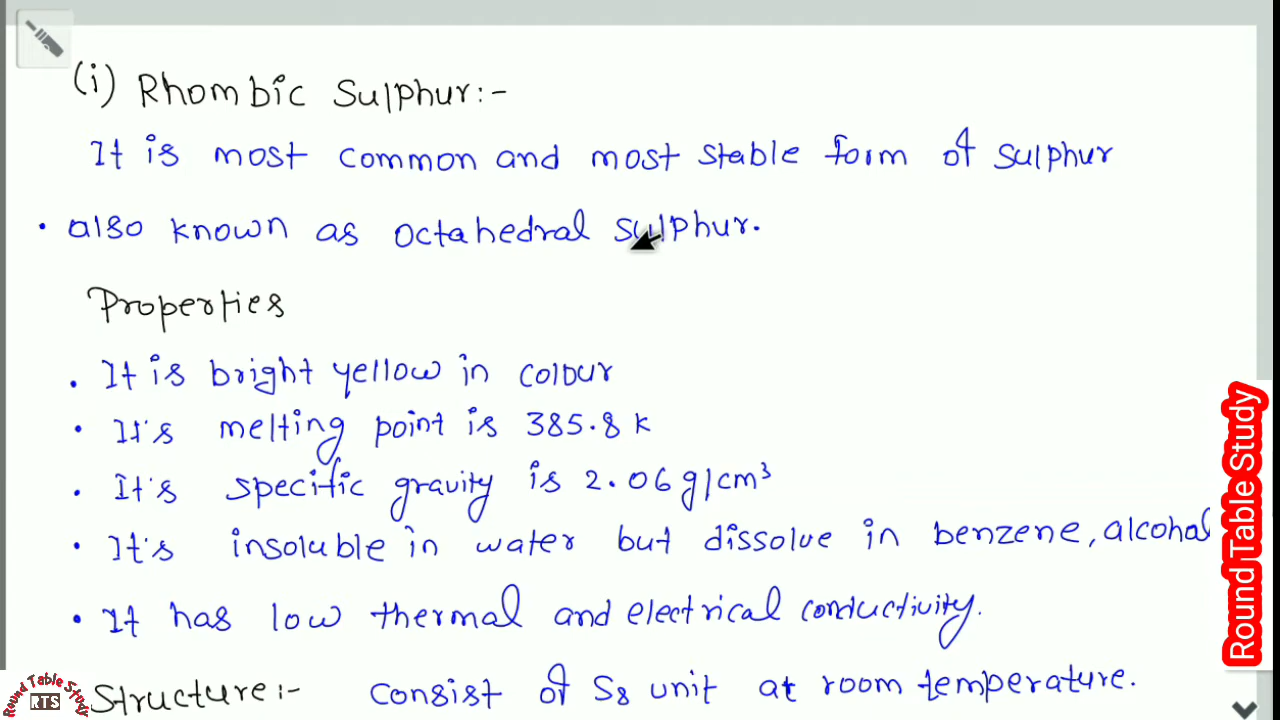 (i) Rhombic Sulphur:-
It is most common and most stable form of sulphur
• also known as octahedral sulphur.
Properties
• It is bright yellow in colour
• It's melting point is 385.8 K
• It's specific gravity is 2.06 g/cm³
• It's insoluble in water but dissolve in benzene, alcohal
• It has low thermal and electrical conductivity.
Structure:- Consist of S8 unit at room temperature.
Round Table Study
Round Table Study
RTS